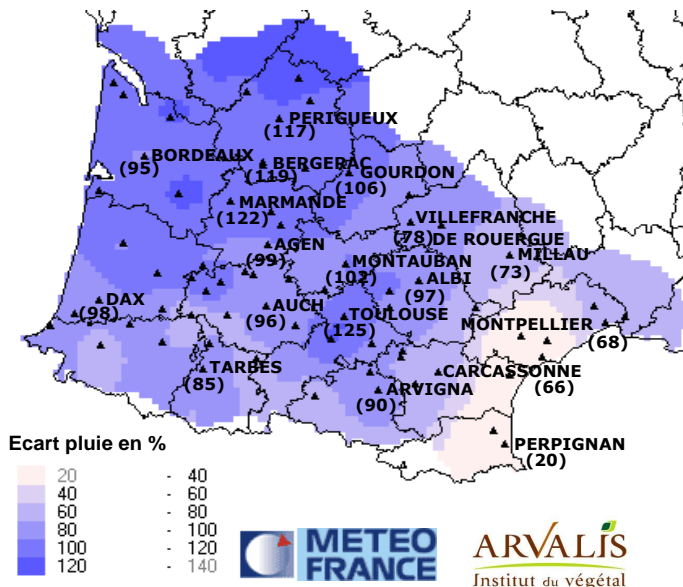 PERIGUEUX
(117)
BORDEAUX
(95)
BERGERAC
(119)
GOURDON
(106)
MARMANDE
(122)
VILLEFRANCHE
(78)
DE ROUERGUE
AGEN
(99)
MONTAUBAN
(102)
MILLAU
(73)
ALBI
(97)
DAX
(98)
AUCH
(96)
TOULOUSE
(125)
MONTPELLIER
(68)
TARBES
(85)
ARVIGNA
(90)
CARCASSONNE
(66)
PERPIGNAN
(20)
Ecart pluie en %
20 - 40
40 - 60
60 - 80
80 - 100
100 - 120
120 - 140
METEO
FRANCE
ARVALIS
Institut du végétal